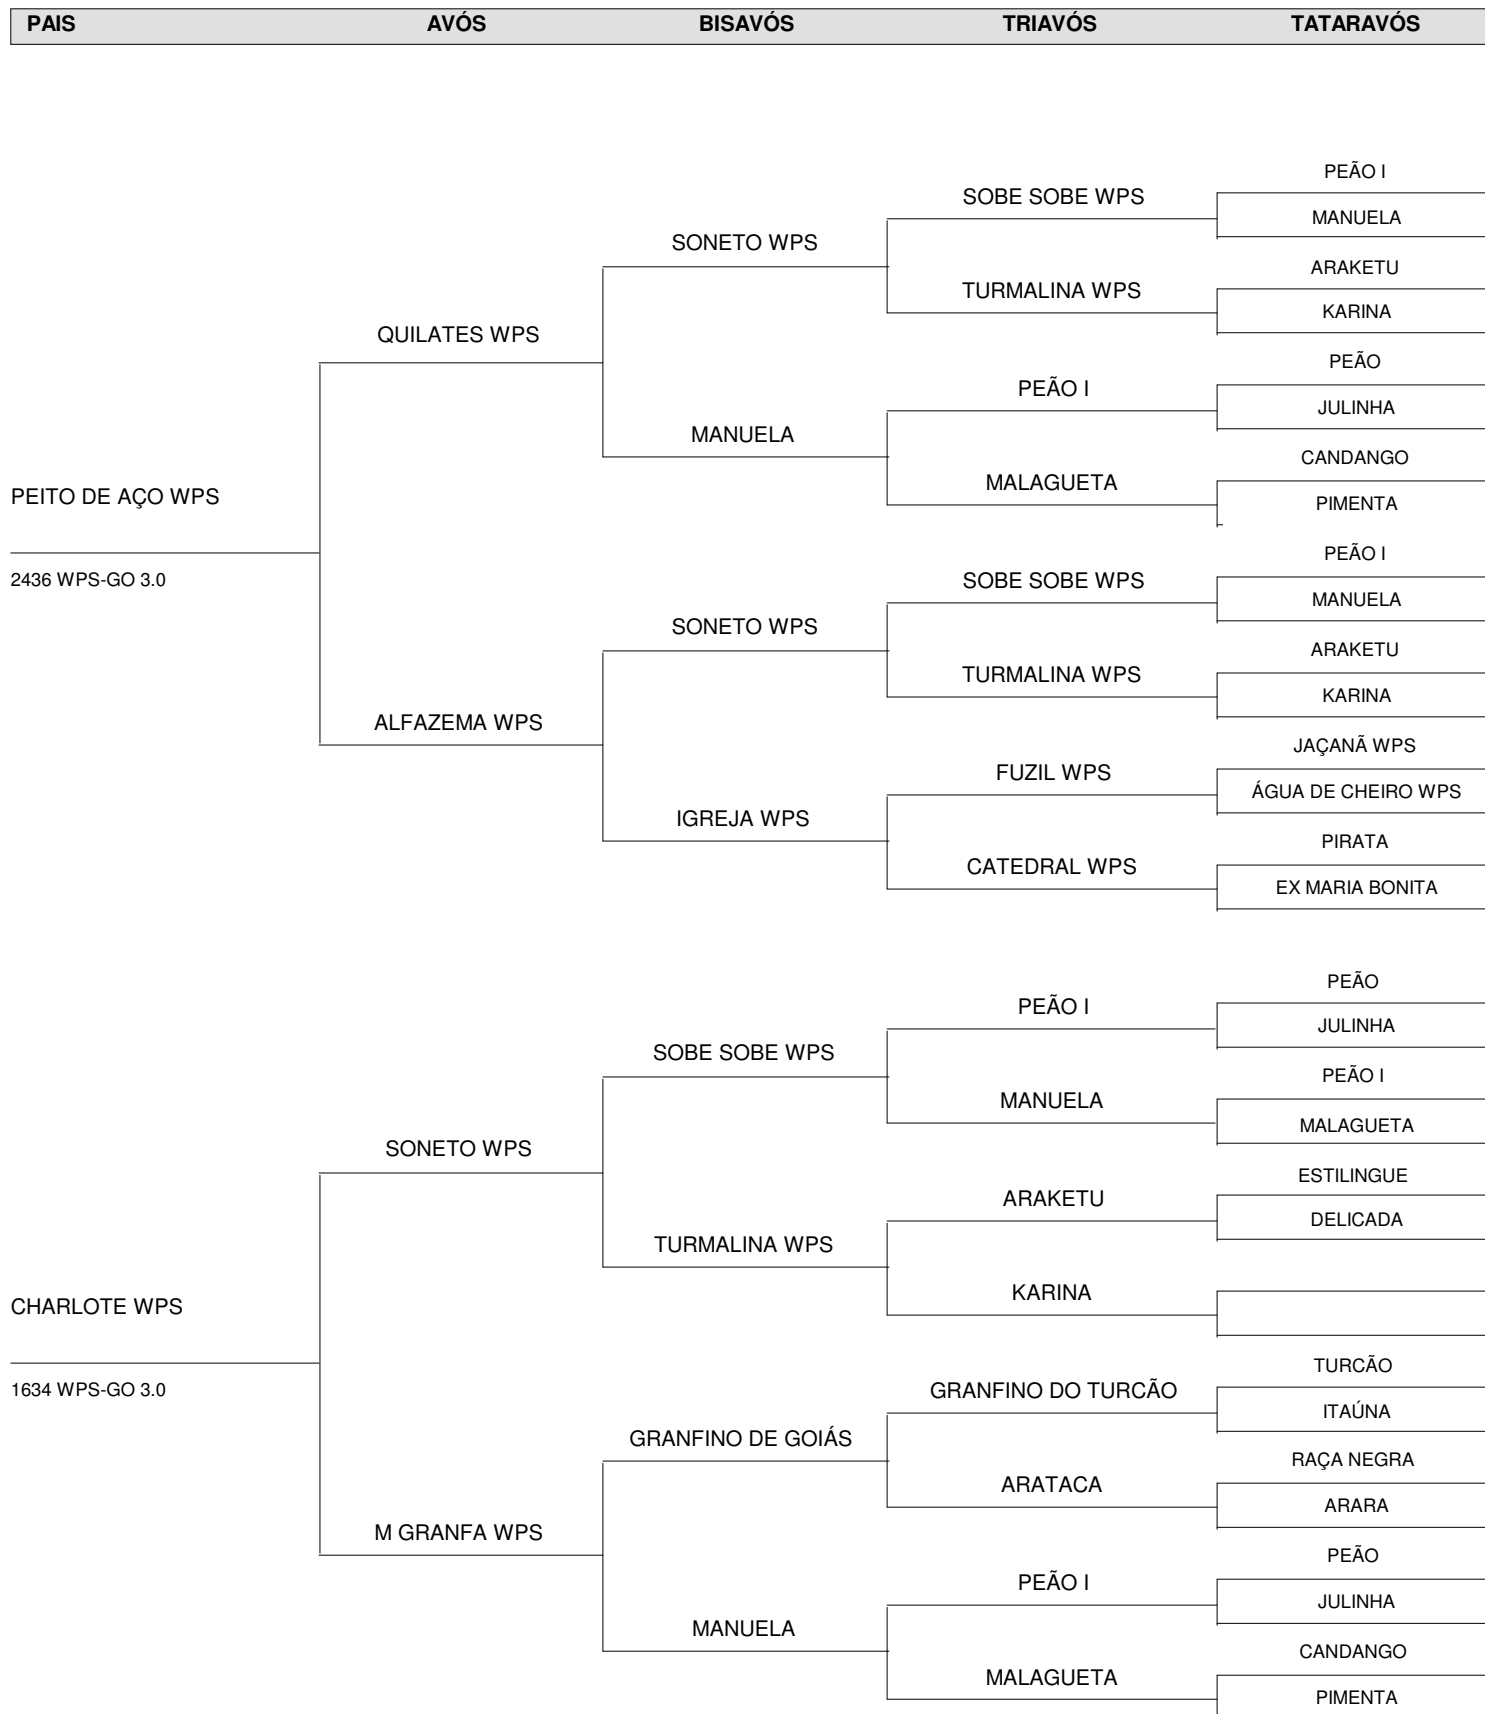 PAIS AVÓS BISAVÓS TRIAVÓS TATARAVÓS
PEÃO I
SOBE SOBE WPS
MANUELA
SONETO WPS
ARAKETU
TURMALINA WPS
KARINA
QUILATES WPS
PEÃO
PEÃO I
JULINHA
MANUELA
CANDANGO
MALAGUETA
PEITO DE AÇO WPS
PIMENTA
PEÃO I
2436 WPS-GO 3.0
SOBE SOBE WPS
MANUELA
SONETO WPS
ARAKETU
TURMALINA WPS
KARINA
ALFAZEMA WPS
JAÇANÃ WPS
FUZIL WPS
ÁGUA DE CHEIRO WPS
IGREJA WPS
PIRATA
CATEDRAL WPS
EX MARIA BONITA
PEÃO
PEÃO I
JULINHA
SOBE SOBE WPS
PEÃO I
MANUELA
MALAGUETA
SONETO WPS
ESTILINGUE
ARAKETU
DELICADA
TURMALINA WPS
KARINA
CHARLOTE WPS
TURCÃO
1634 WPS-GO 3.0
GRANFINO DO TURCÃO
ITAÚNA
GRANFINO DE GOIÁS
RAÇA NEGRA
ARATACA
ARARA
M GRANFA WPS
PEÃO
PEÃO I
JULINHA
MANUELA
CANDANGO
MALAGUETA
PIMENTA